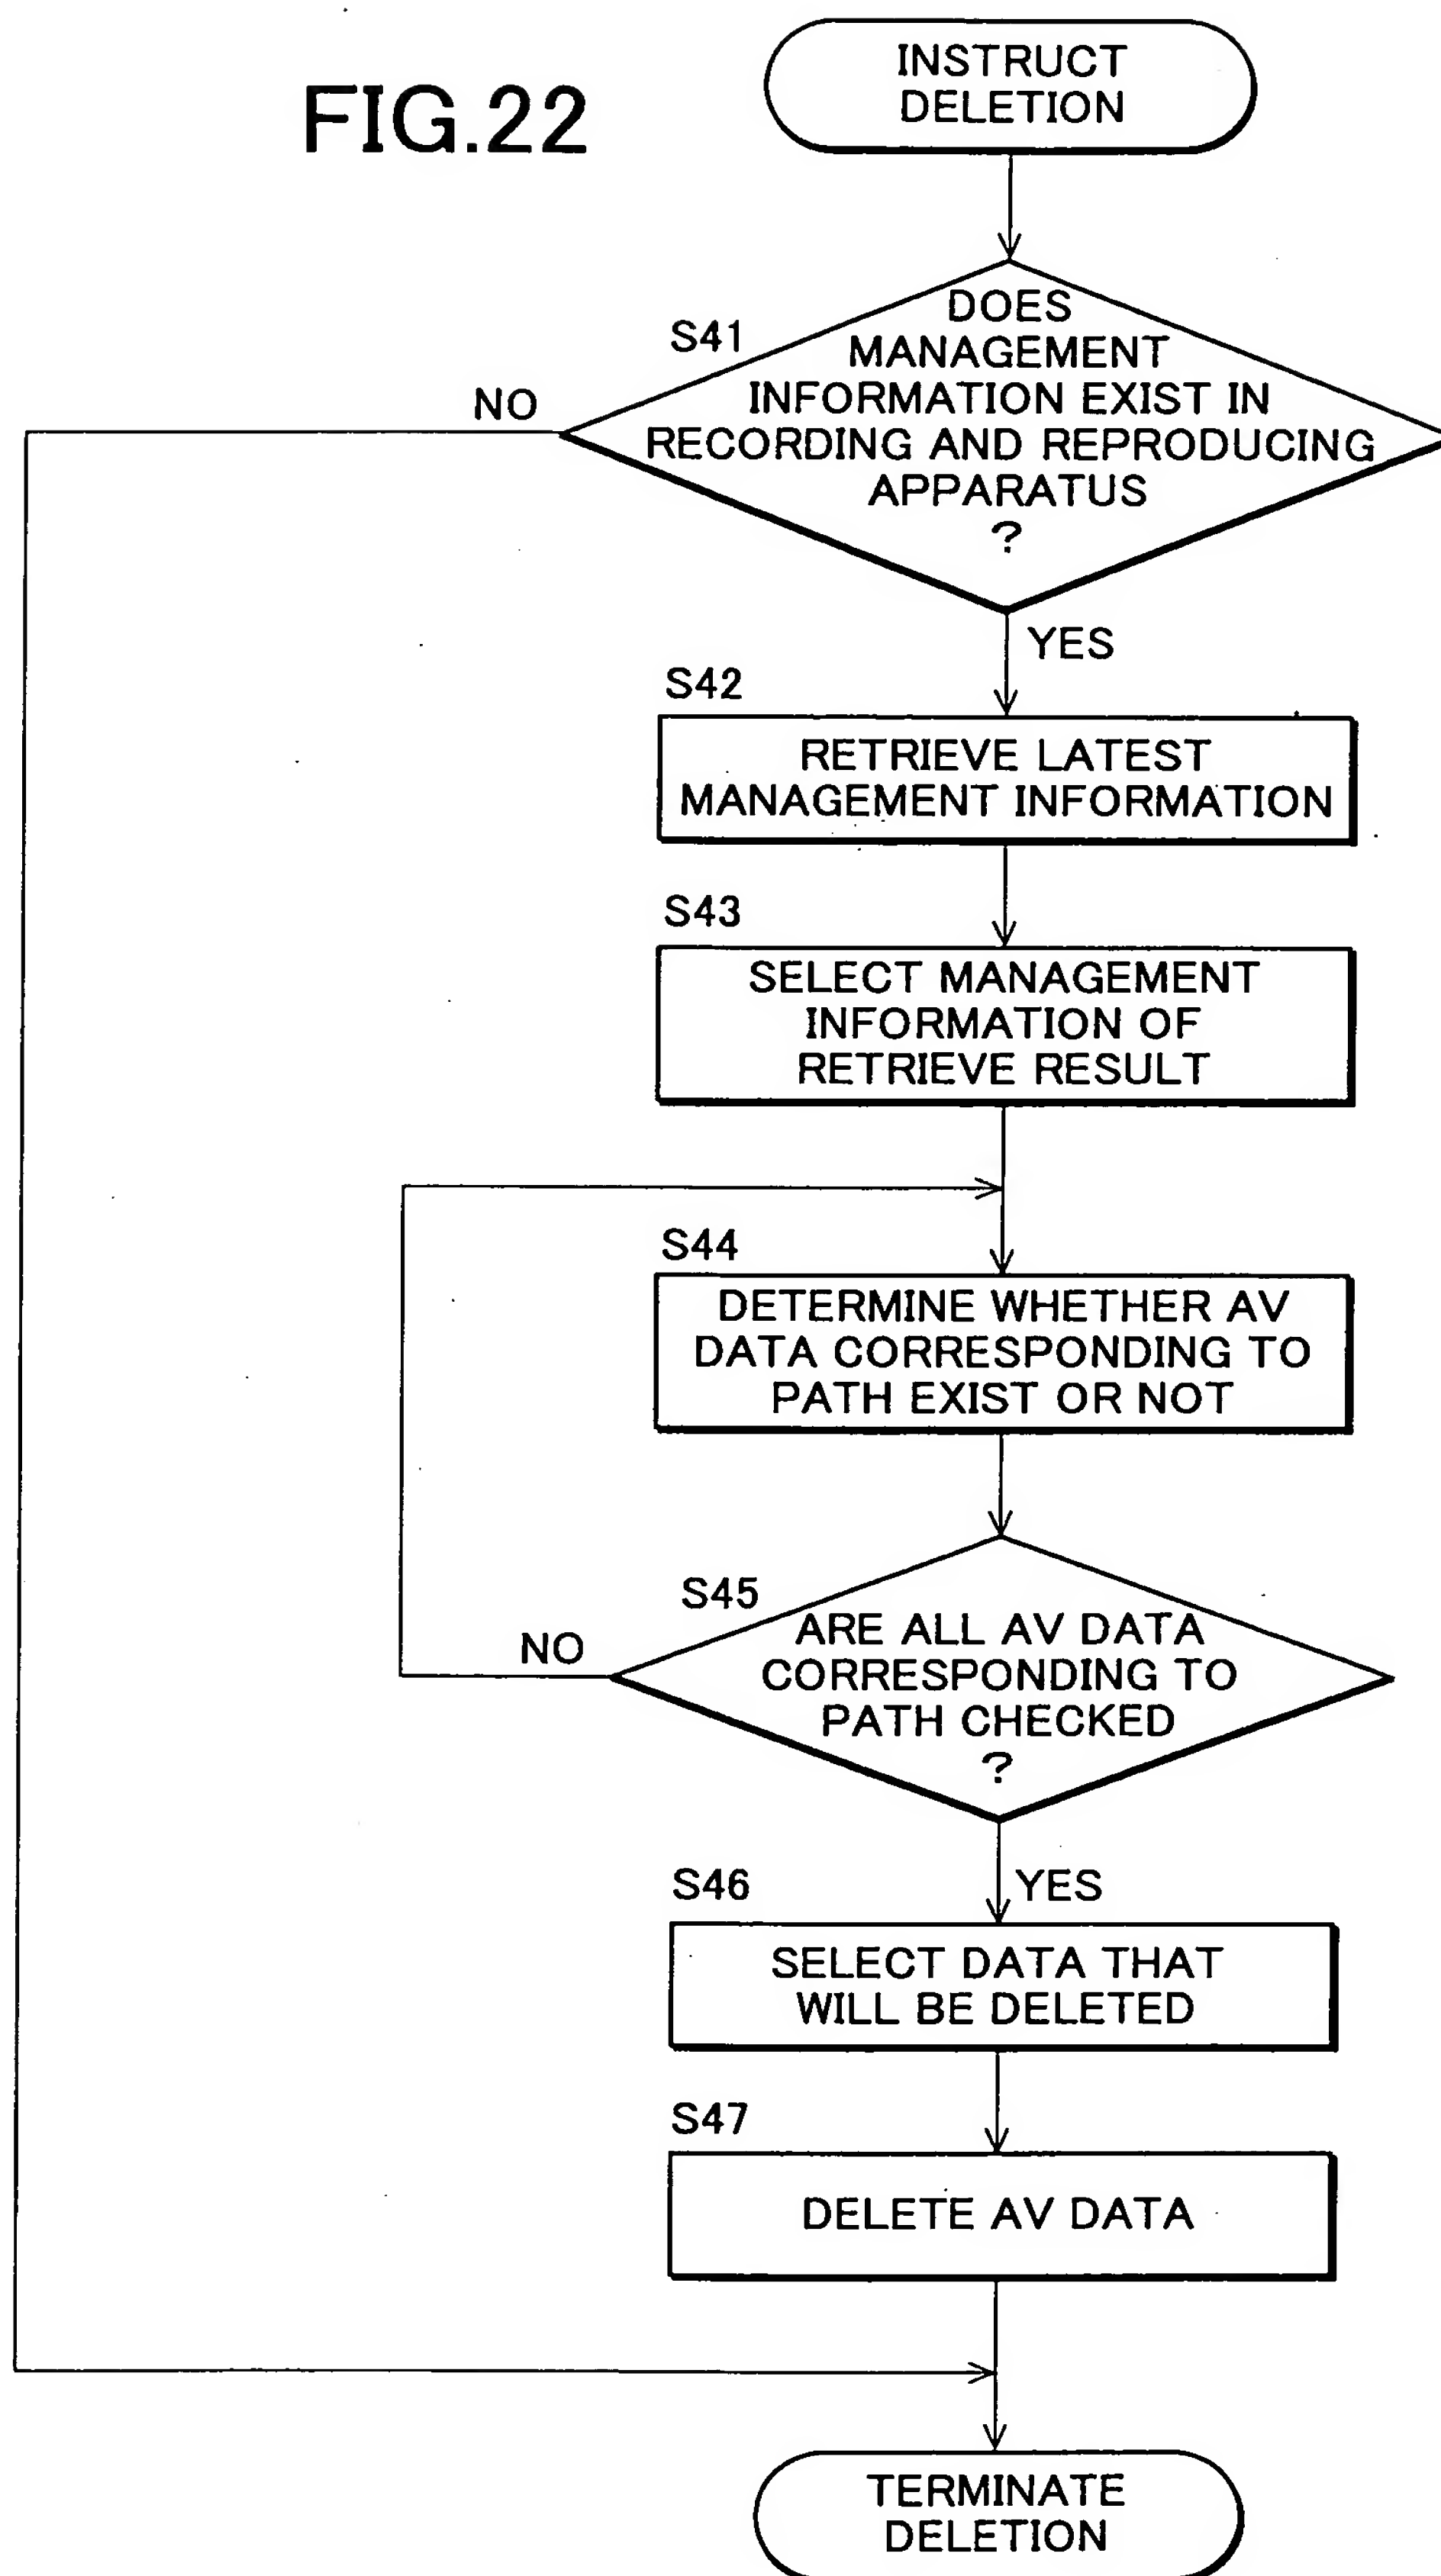 FIG.22
INSTRUCT
DELETION
S41
DOES
MANAGEMENT
INFORMATION EXIST IN
RECORDING AND REPRODUCING
APPARATUS
?
NO
YES
S42
RETRIEVE LATEST
MANAGEMENT INFORMATION
S43
SELECT MANAGEMENT
INFORMATION OF
RETRIEVE RESULT
S44
DETERMINE WHETHER AV
DATA CORRESPONDING TO
PATH EXIST OR NOT
S45
ARE ALL AV DATA
CORRESPONDING TO
PATH CHECKED
?
NO
YES
S46
SELECT DATA THAT
WILL BE DELETED
S47
DELETE AV DATA
TERMINATE
DELETION